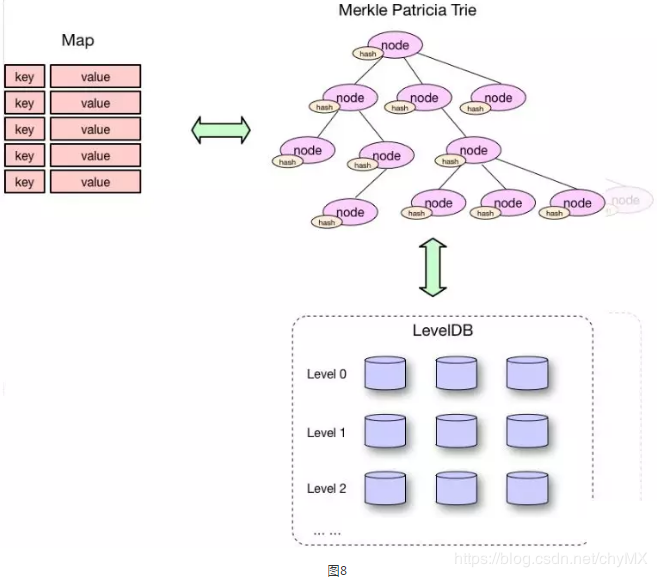 Merkle Patricia Trie
Map
key value
key value
key value
key value
key value
node
hash
node
hash
node
hash
node
hash
node
hash
node
hash
node
hash
node
hash
node
hash
node
hash
node
hash
node
LevelDB
Level 0
Level 1
Level 2
... ...
图8
https://blog.csdn.net/chyMX